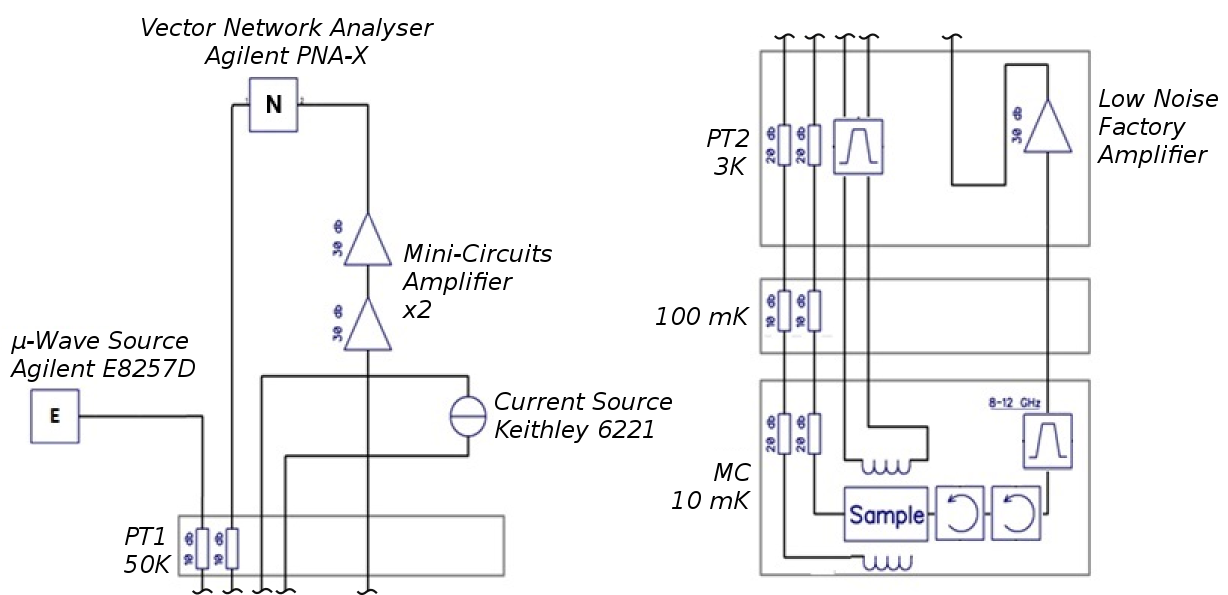 Vector Network Analyser
Agilent PNA-X
N
30 db
Mini-Circuits
Amplifier
x2
30 db
μ-Wave Source
Agilent E8257D
E
Current Source
Keithley 6221
PT1
50K
10 db
10 db
PT2
3K
20 db
20 db
30 db
Low Noise
Factory
Amplifier
100 mK
10 db
10 db
8-12 GHz
20 db
20 db
MC
10 mK
Sample